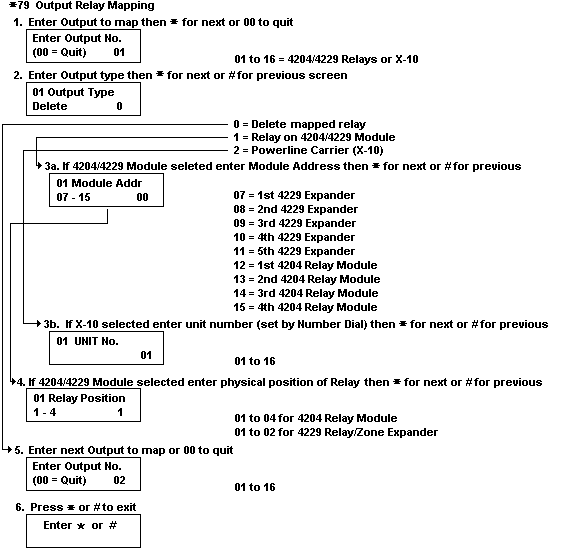 *79 Output Relay Mapping
1. Enter Output to map then * for next or 00 to quit
Enter Output No.
(00 = Quit) 01
01 to 16 = 4204/4229 Relays or X-10
2. Enter Output type then * for next or # for previous screen
01 Output Type
Delete 0
0 = Delete mapped relay
1 = Relay on 4204/4229 Module
2 = Powerline Carrier (X-10)
3a. If 4204/4229 Module seleted enter Module Address then * for next or # for previous
01 Module Addr
07 - 15 00
07 = 1st 4229 Expander
08 = 2nd 4229 Expander
09 = 3rd 4229 Expander
10 = 4th 4229 Expander
11 = 5th 4229 Expander
12 = 1st 4204 Relay Module
13 = 2nd 4204 Relay Module
14 = 3rd 4204 Relay Module
15 = 4th 4204 Relay Module
3b. If X-10 selected enter unit number (set by Number Dial) then * for next or # for previous
01 UNIT No.
01
01 to 16
4. If 4204/4229 Module selected enter physical position of Relay then * for next or # for previous
01 Relay Position
1 - 4 1
01 to 04 for 4204 Relay Module
01 to 02 for 4229 Relay/Zone Expander
5. Enter next Output to map or 00 to quit
Enter Output No.
(00 = Quit) 02
01 to 16
6. Press * or # to exit
Enter * or #